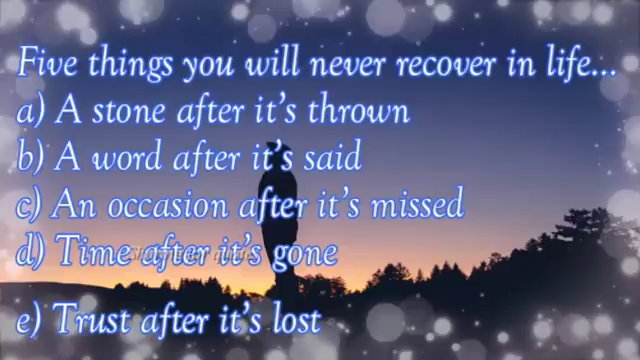 Five things you will never recover in life...
a) A stone after it's thrown
b) A word after it's said
c) An occasion after it's missed
d) Time after it's gone
e) Trust after it's lost